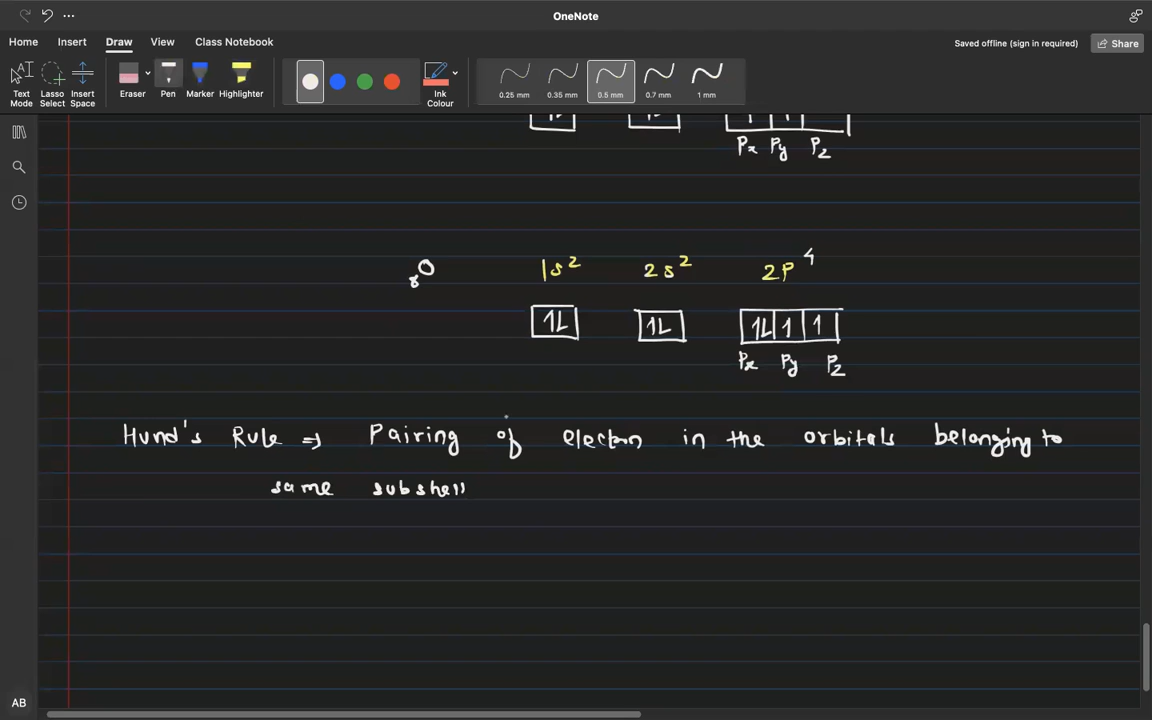 OneNote
Home Insert Draw View Class Notebook
Saved offline (sign in required) Share
Text Mode Lasso Select Insert Space Eraser Pen Marker Highlighter Ink Colour 0.25 mm 0.35 mm 0.5 mm 0.7 mm 1 mm
1 1
Px Py Pz
₈O 1s² 2s² 2p⁴
1L 1L 1L 1 1
Px Py Pz
Hund's Rule ⇒ Pairing of electon in the orbitals belonging to
same subshell
AB